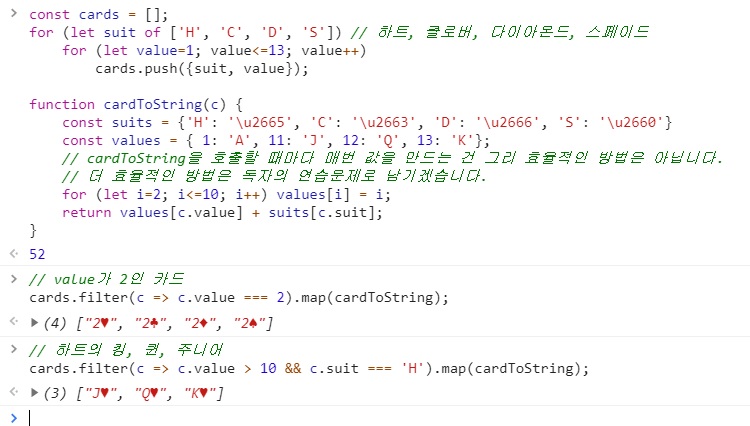 const cards = [];
for (let suit of ['H', 'C', 'D', 'S']) // 하트, 클로버, 다이아몬드, 스페이드
    for (let value=1; value<=13; value++)
        cards.push({suit, value});

function cardToString(c) {
    const suits = {'H': '\u2665', 'C': '\u2663', 'D': '\u2666', 'S': '\u2660'}
    const values = { 1: 'A', 11: 'J', 12: 'Q', 13: 'K'};
    // cardToString을 호출할 때마다 매번 값을 만드는 건 그리 효율적인 방법은 아닙니다.
    // 더 효율적인 방법은 독자의 연습문제로 남기겠습니다.
    for (let i=2; i<=10; i++) values[i] = i;
    return values[c.value] + suits[c.suit];
}
52
// value가 2인 카드
cards.filter(c => c.value === 2).map(cardToString);
(4) ["2♥", "2♣", "2♦", "2♠"]
// 하트의 킹, 퀸, 주니어
cards.filter(c => c.value > 10 && c.suit === 'H').map(cardToString);
(3) ["J♥", "Q♥", "K♥"]